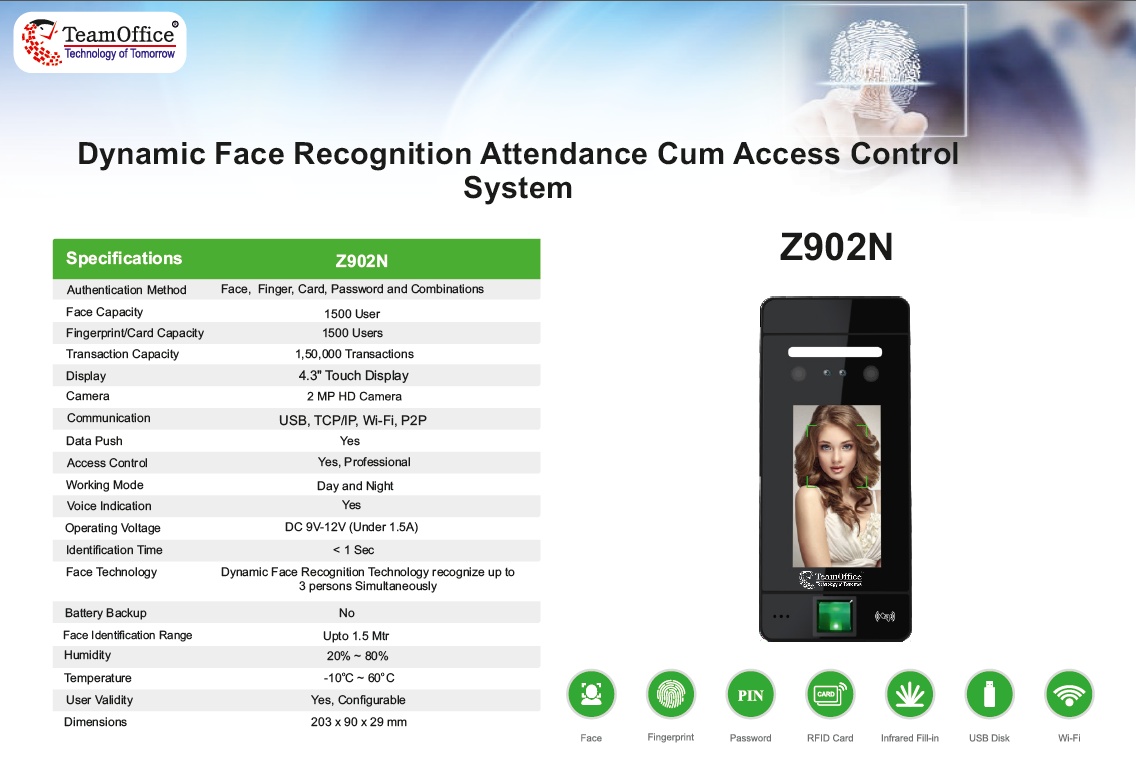 TeamOffice®
Technology of Tomorrow
Dynamic Face Recognition Attendance Cum Access Control
System
Z902N
Specifications Z902N
Authentication Method Face, Finger, Card, Password and Combinations
Face Capacity 1500 User
Fingerprint/Card Capacity 1500 Users
Transaction Capacity 1,50,000 Transactions
Display 4.3" Touch Display
Camera 2 MP HD Camera
Communication USB, TCP/IP, Wi-Fi, P2P
Data Push Yes
Access Control Yes, Professional
Working Mode Day and Night
Voice Indication Yes
Operating Voltage DC 9V-12V (Under 1.5A)
Identification Time < 1 Sec
Face Technology Dynamic Face Recognition Technology recognize up to
3 persons Simultaneously
Battery Backup No
Face Identification Range Upto 1.5 Mtr
Humidity 20% ~ 80%
Temperature -10°C ~ 60°C
User Validity Yes, Configurable
Dimensions 203 x 90 x 29 mm
TeamOffice
Technology of Tomorrow
PIN
CARD
Face Fingerprint Password RFID Card Infrared Fill-in USB Disk Wi-Fi